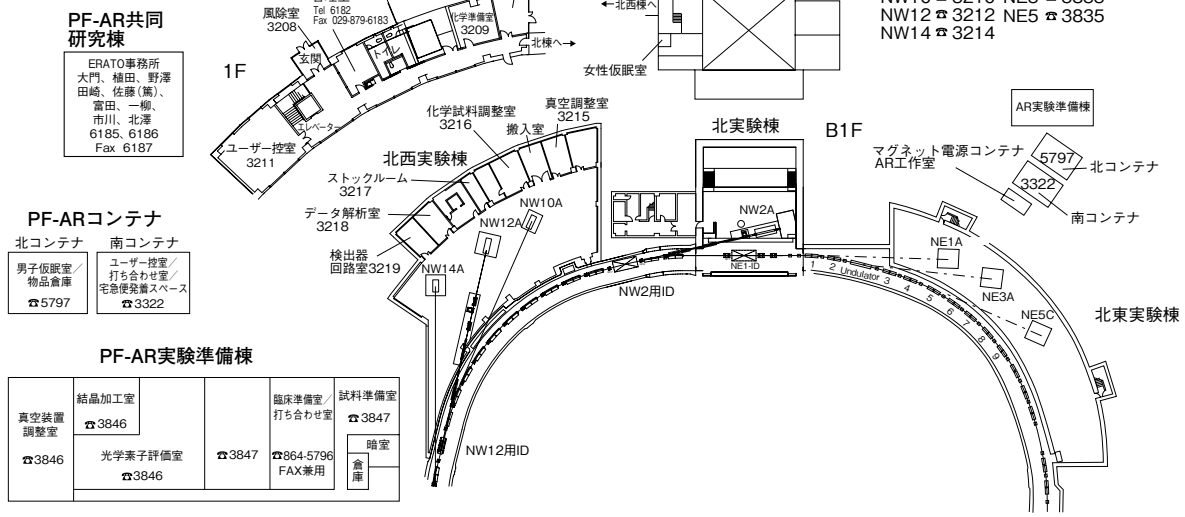 PF-AR共同
研究棟
ERATO事務所
大門、植田、野澤
田崎、佐藤(篤)、
富田、一柳、
市川、北澤
6185、6186
Fax 6187
1F
風除室
3208
Tel 6182
Fax 029-879-6183
玄関
トイレ
化学準備室
3209
北棟へ→
エレベーター
ユーザー控室
3211
←北西棟へ
女性仮眠室
NW12 ☎ 3212 NE5 ☎ 3835
NW14 ☎ 3214
北西実験棟
化学試料調整室
3216
搬入室
真空調整室
3215
ストックルーム
3217
データ解析室
3218
検出器
回路室3219
NW10A
NW12A
NW14A
北実験棟
B1F
NW2A
NE1-ID
NW2用ID
NW12用ID
1 2 Undulator 3 4 5 6 7 8 9
AR実験準備棟
マグネット電源コンテナ
AR工作室
5797
北コンテナ
3322
南コンテナ
NE1A
NE3A
NE5C
北東実験棟
PF-ARコンテナ
北コンテナ
南コンテナ
男子仮眠室／
物品倉庫
☎5797
ユーザー控室／
打ち合わせ室／
宅急便発着スペース
☎3322
PF-AR実験準備棟
真空装置
調整室
☎3846
結晶加工室
☎3846
光学素子評価室
☎3846
☎3847
臨床準備室／
打ち合わせ室
☎864-5796
FAX兼用
試料準備室
☎3847
暗室
倉庫